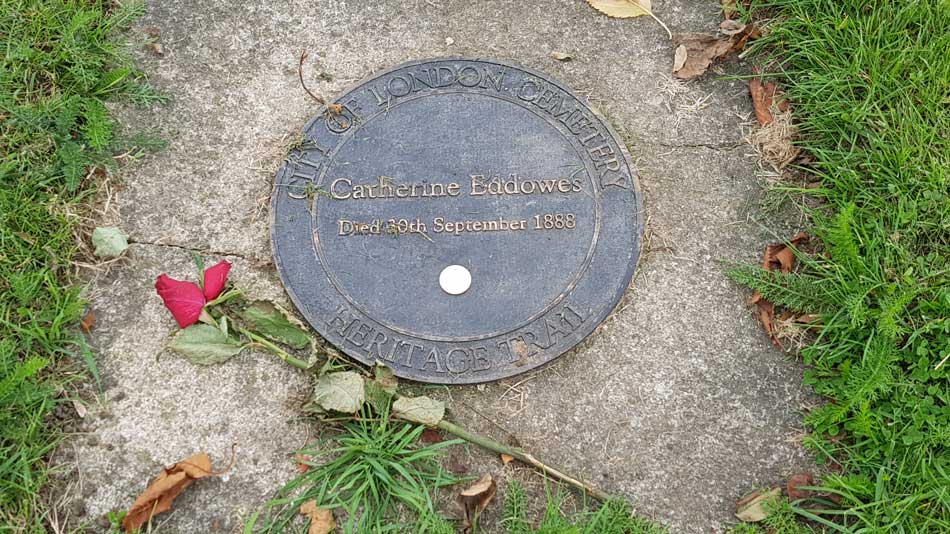 CITY OF LONDON CEMETERY
Catherine Eddowes
Died 30th September 1888
HERITAGE TRAIL